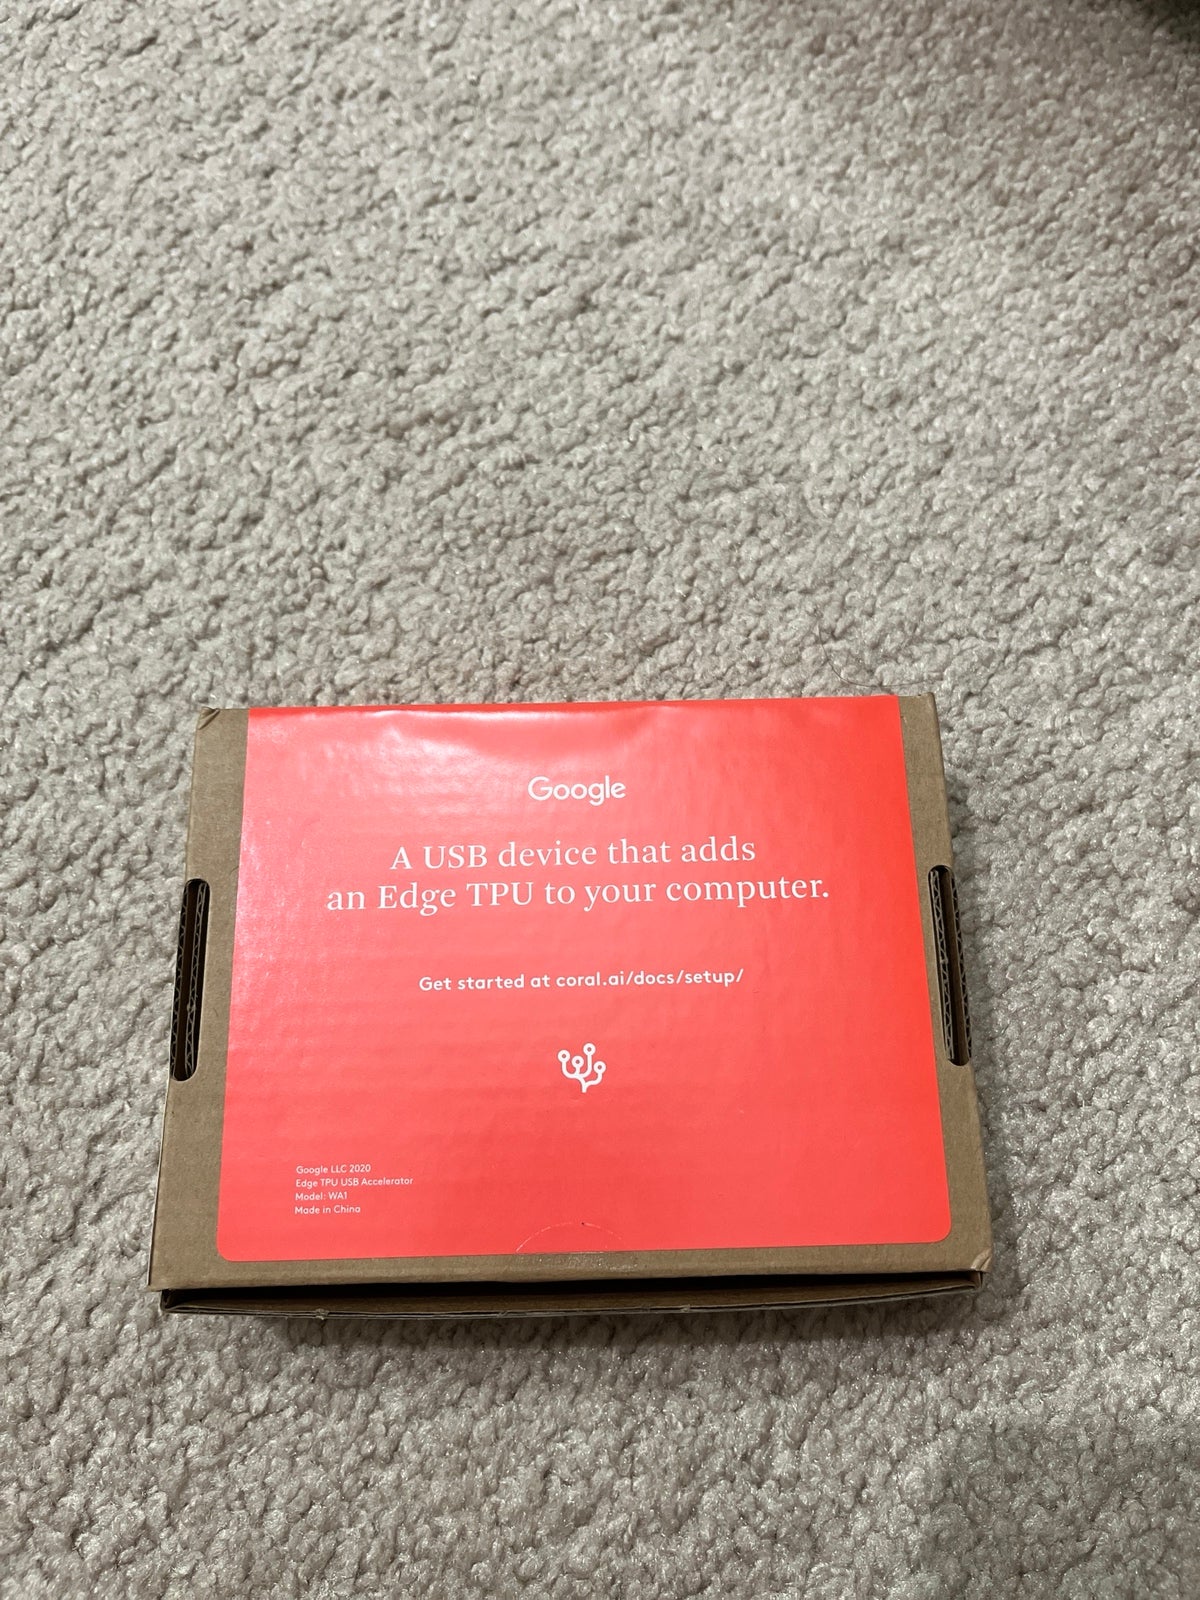 Google
A USB device that adds
an Edge TPU to your computer.
Get started at coral.ai/docs/setup/
Google LLC 2020
Edge TPU USB Accelerator
Model: WA1
Made in China